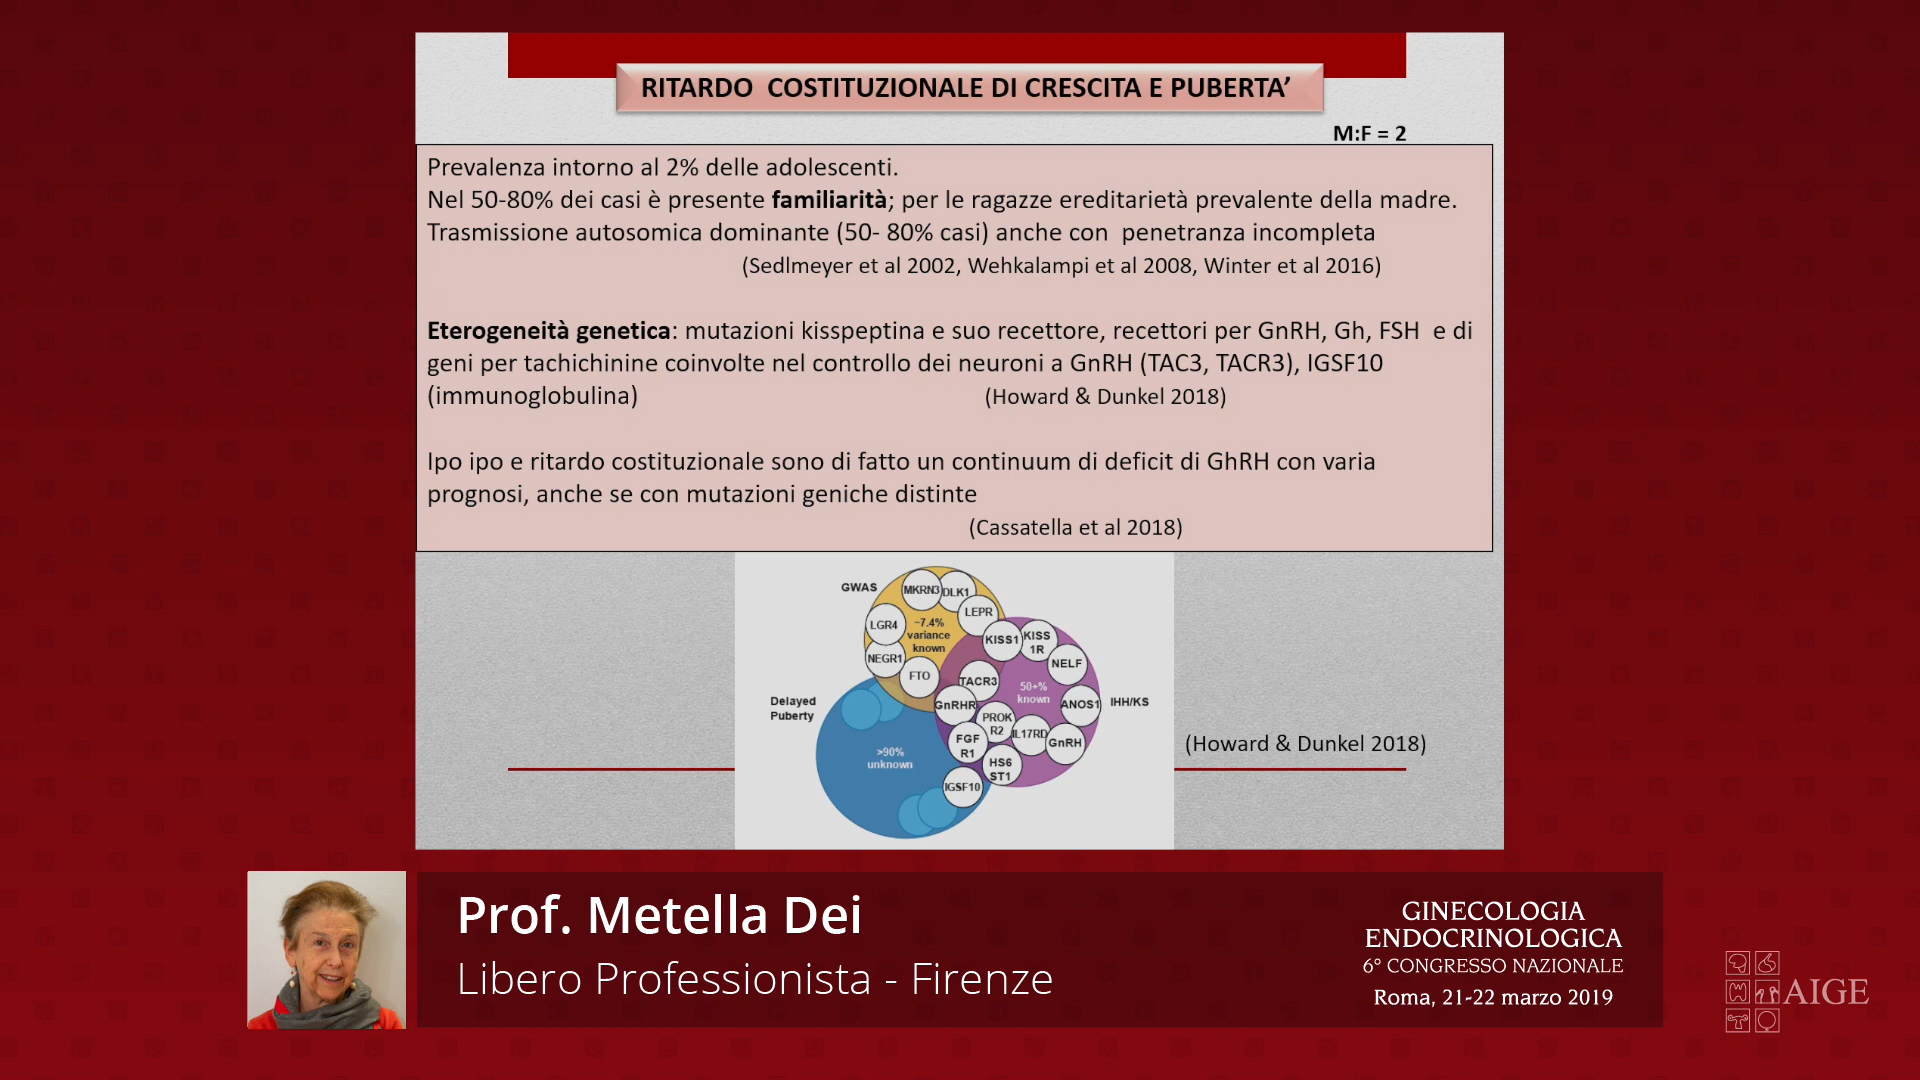 RITARDO COSTITUZIONALE DI CRESCITA E PUBERTA’
M:F = 2
Prevalenza intorno al 2% delle adolescenti.
Nel 50-80% dei casi è presente familiarità; per le ragazze ereditarietà prevalente della madre.
Trasmissione autosomica dominante (50- 80% casi) anche con penetranza incompleta
(Sedlmeyer et al 2002, Wehkalampi et al 2008, Winter et al 2016)
Eterogeneità genetica: mutazioni kisspeptina e suo recettore, recettori per GnRH, Gh, FSH e di
geni per tachichinine coinvolte nel controllo dei neuroni a GnRH (TAC3, TACR3), IGSF10
(immunoglobulina) (Howard & Dunkel 2018)
Ipo ipo e ritardo costituzionale sono di fatto un continuum di deficit di GhRH con varia
prognosi, anche se con mutazioni geniche distinte
(Cassatella et al 2018)
GWAS
MKRN3
DLK1
LEPR
LGR4
~7.4%
variance
known
NEGR1
FTO
KISS1
KISS
1R
NELF
TACR3
50+%
known
ANOS1
IHH/KS
GnRHR
PROK
R2
IL17RD
GnRH
FGF
R1
HS6
ST1
IGSF10
Delayed
Puberty
>90%
unknown
(Howard & Dunkel 2018)
Prof. Metella Dei
Libero Professionista - Firenze
GINECOLOGIA
ENDOCRINOLOGICA
6° CONGRESSO NAZIONALE
Roma, 21-22 marzo 2019
AIGE